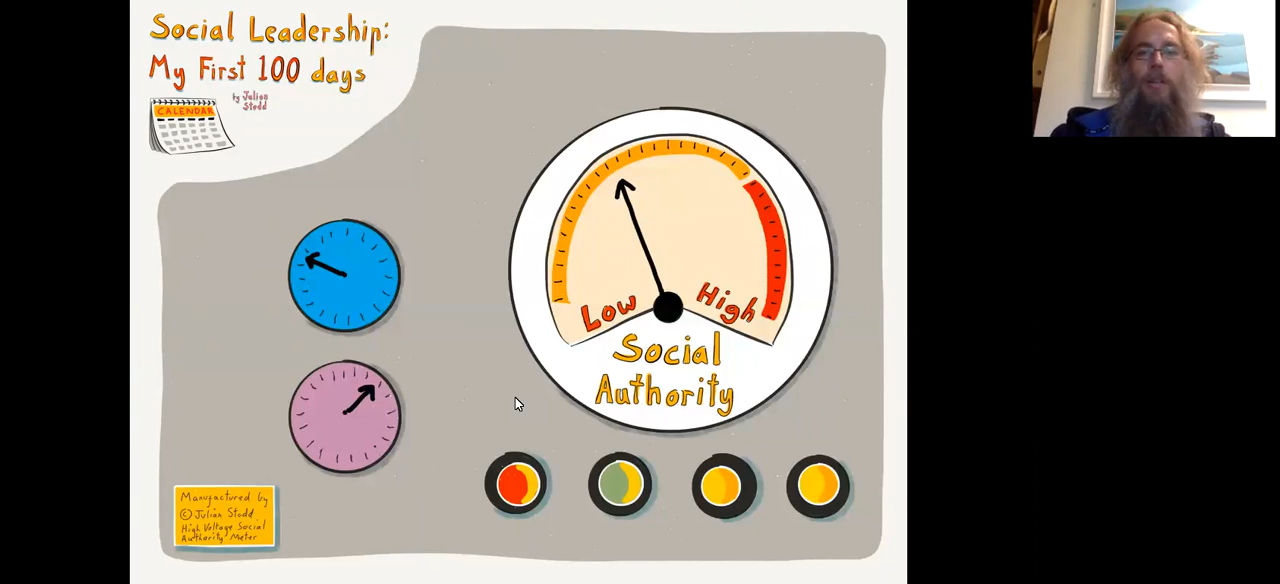 Social Leadership:
My First 100 days
by Julian
Stodd
CALENDAR
Low
High
Social
Authority
Manufactured by
© Julian Stodd
High Voltage Social
Authority Meter